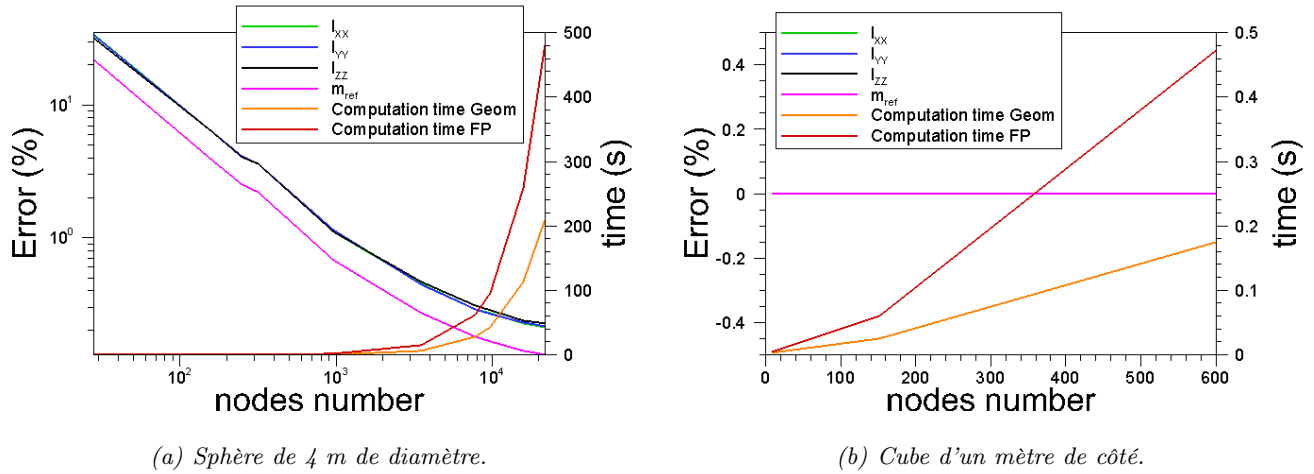 I_XX
I_YY
I_ZZ
m_ref
Computation time Geom
Computation time FP
Error (%)
10^1
10^0
10^2
10^3
10^4
nodes number
500
400
300
200
100
0
time (s)
(a) Sphère de 4 m de diamètre.
I_XX
I_YY
I_ZZ
m_ref
Computation time Geom
Computation time FP
Error (%)
0.4
0.2
0
-0.2
-0.4
0
100
200
300
400
500
600
nodes number
0.5
0.4
0.3
0.2
0.1
0
time (s)
(b) Cube d'un mètre de côté.